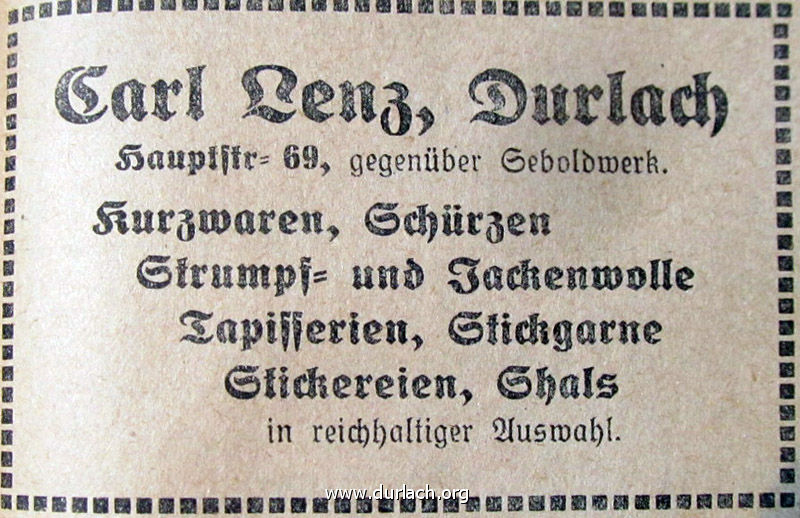 Carl Lenz, Durlach
Hauptstr= 69, gegenüber Seboldwerk.
Kurzwaren, Schürzen
Strumpf= und Jackenwolle
Tapisserien, Stickgarne
Stickereien, Shals
in reichhaltiger Auswahl.
www.durlach.org